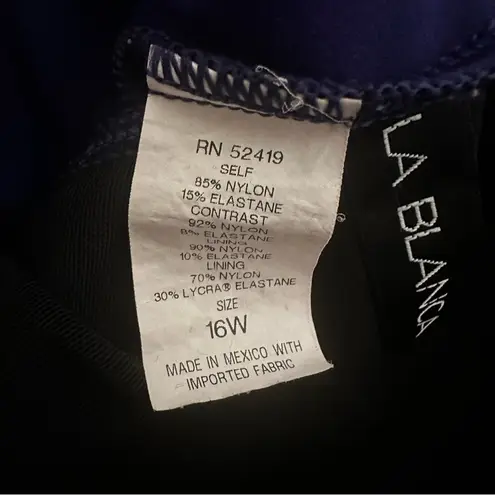 RN 52419
SELF
85% NYLON
15% ELASTANE
CONTRAST
92% NYLON
8% ELASTANE
LINING
90% NYLON
10% ELASTANE
LINING
70% NYLON
30% LYCRA® ELASTANE
SIZE
16W
MADE IN MEXICO WITH
IMPORTED FABRIC
LA BLANCA